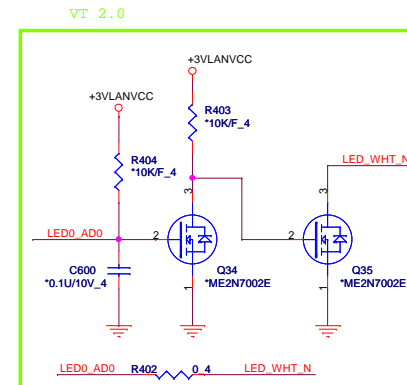 VT 2.0
+3VLANVCC
+3VLANVCC
R403
*10K/F_4
R404
*10K/F_4
LED_WHT_N
3
3
LED0_AD0
2
2
1
1
C600
*0.1U/10V_4
Q34
*ME2N7002E
Q35
*ME2N7002E
LED0_AD0 R402 0_4 LED_WHT_N